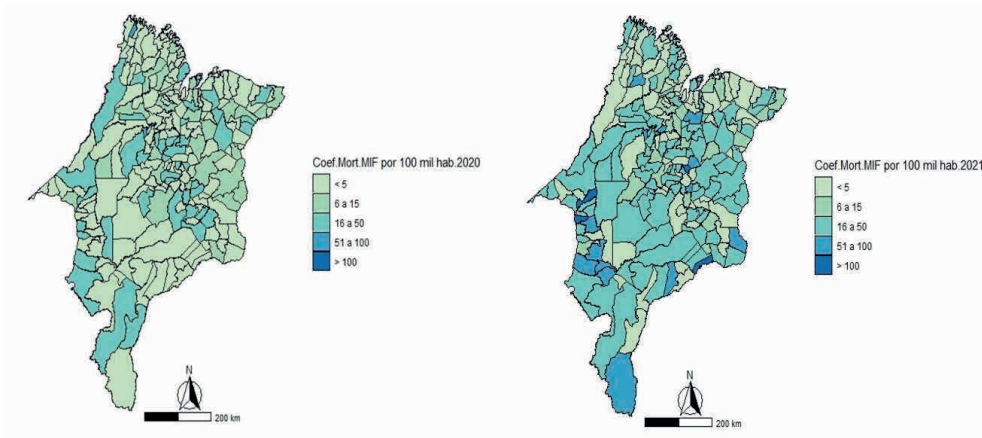 Coef.Mort.MIF por 100 mil hab.2020
< 5
6 a 15
16 a 50
51 a 100
> 100
N
200 km
Coef.Mort.MIF por 100 mil hab.2021
< 5
6 a 15
16 a 50
51 a 100
> 100
N
200 km